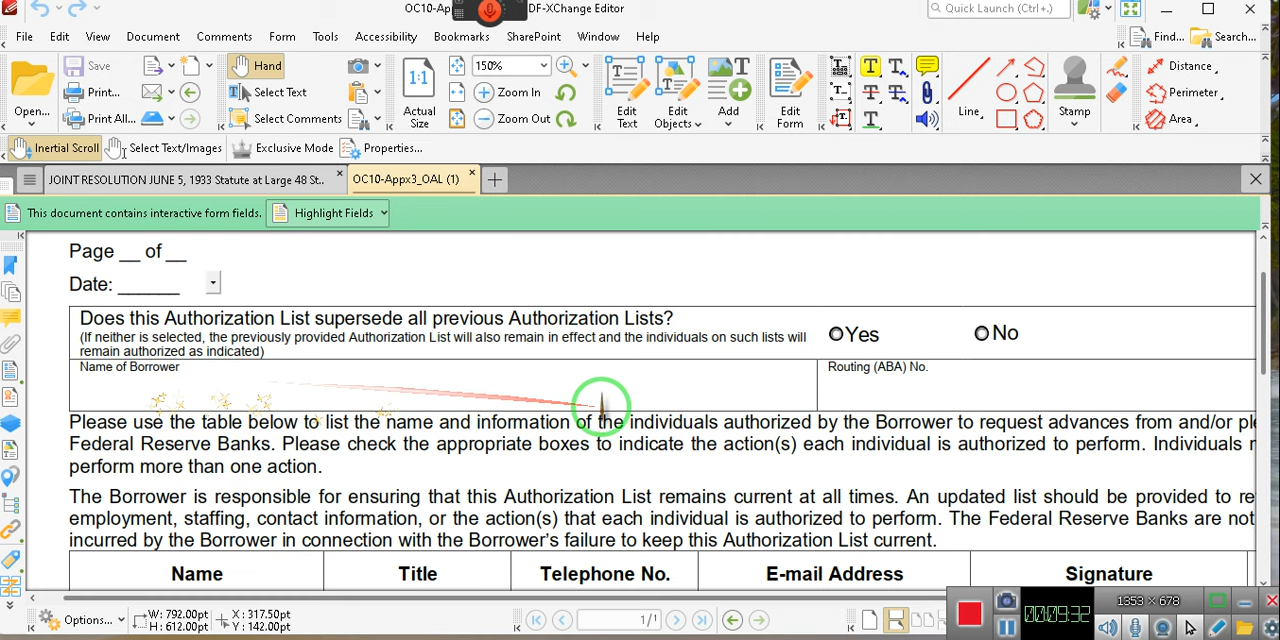 OC10-Ap
DF-XChange Editor
Quick Launch (Ctrl+.)
File Edit View Document Comments Form Tools Accessibility Bookmarks SharePoint Window Help
Find...
Search...
Open...
Save
Print...
Print All...
Hand
Select Text
Select Comments
1:1
Actual Size
150%
Zoom In
Zoom Out
Edit Text
Edit Objects
Add
Edit Form
Line
Stamp
Distance
Perimeter
Area
Inertial Scroll Select Text/Images Exclusive Mode Properties...
JOINT RESOLUTION JUNE 5, 1933 Statute at Large 48 St..
OC10-Appx3_OAL (1)
This document contains interactive form fields. Highlight Fields
Page __ of __
Date: ______
Does this Authorization List supersede all previous Authorization Lists?
(If neither is selected, the previously provided Authorization List will also remain in effect and the individuals on such lists will
remain authorized as indicated)
Yes No
Name of Borrower
Routing (ABA) No.
Please use the table below to list the name and information of the individuals authorized by the Borrower to request advances from and/or ple
Federal Reserve Banks. Please check the appropriate boxes to indicate the action(s) each individual is authorized to perform. Individuals r
perform more than one action.
The Borrower is responsible for ensuring that this Authorization List remains current at all times. An updated list should be provided to re
employment, staffing, contact information, or the action(s) that each individual is authorized to perform. The Federal Reserve Banks are not
incurred by the Borrower in connection with the Borrower's failure to keep this Authorization List current.
Name Title Telephone No. E-mail Address Signature
Options...
W: 792.00pt
H: 612.00pt
X: 317.50pt
Y: 142.00pt
1/1
1353 × 678
00:09:32